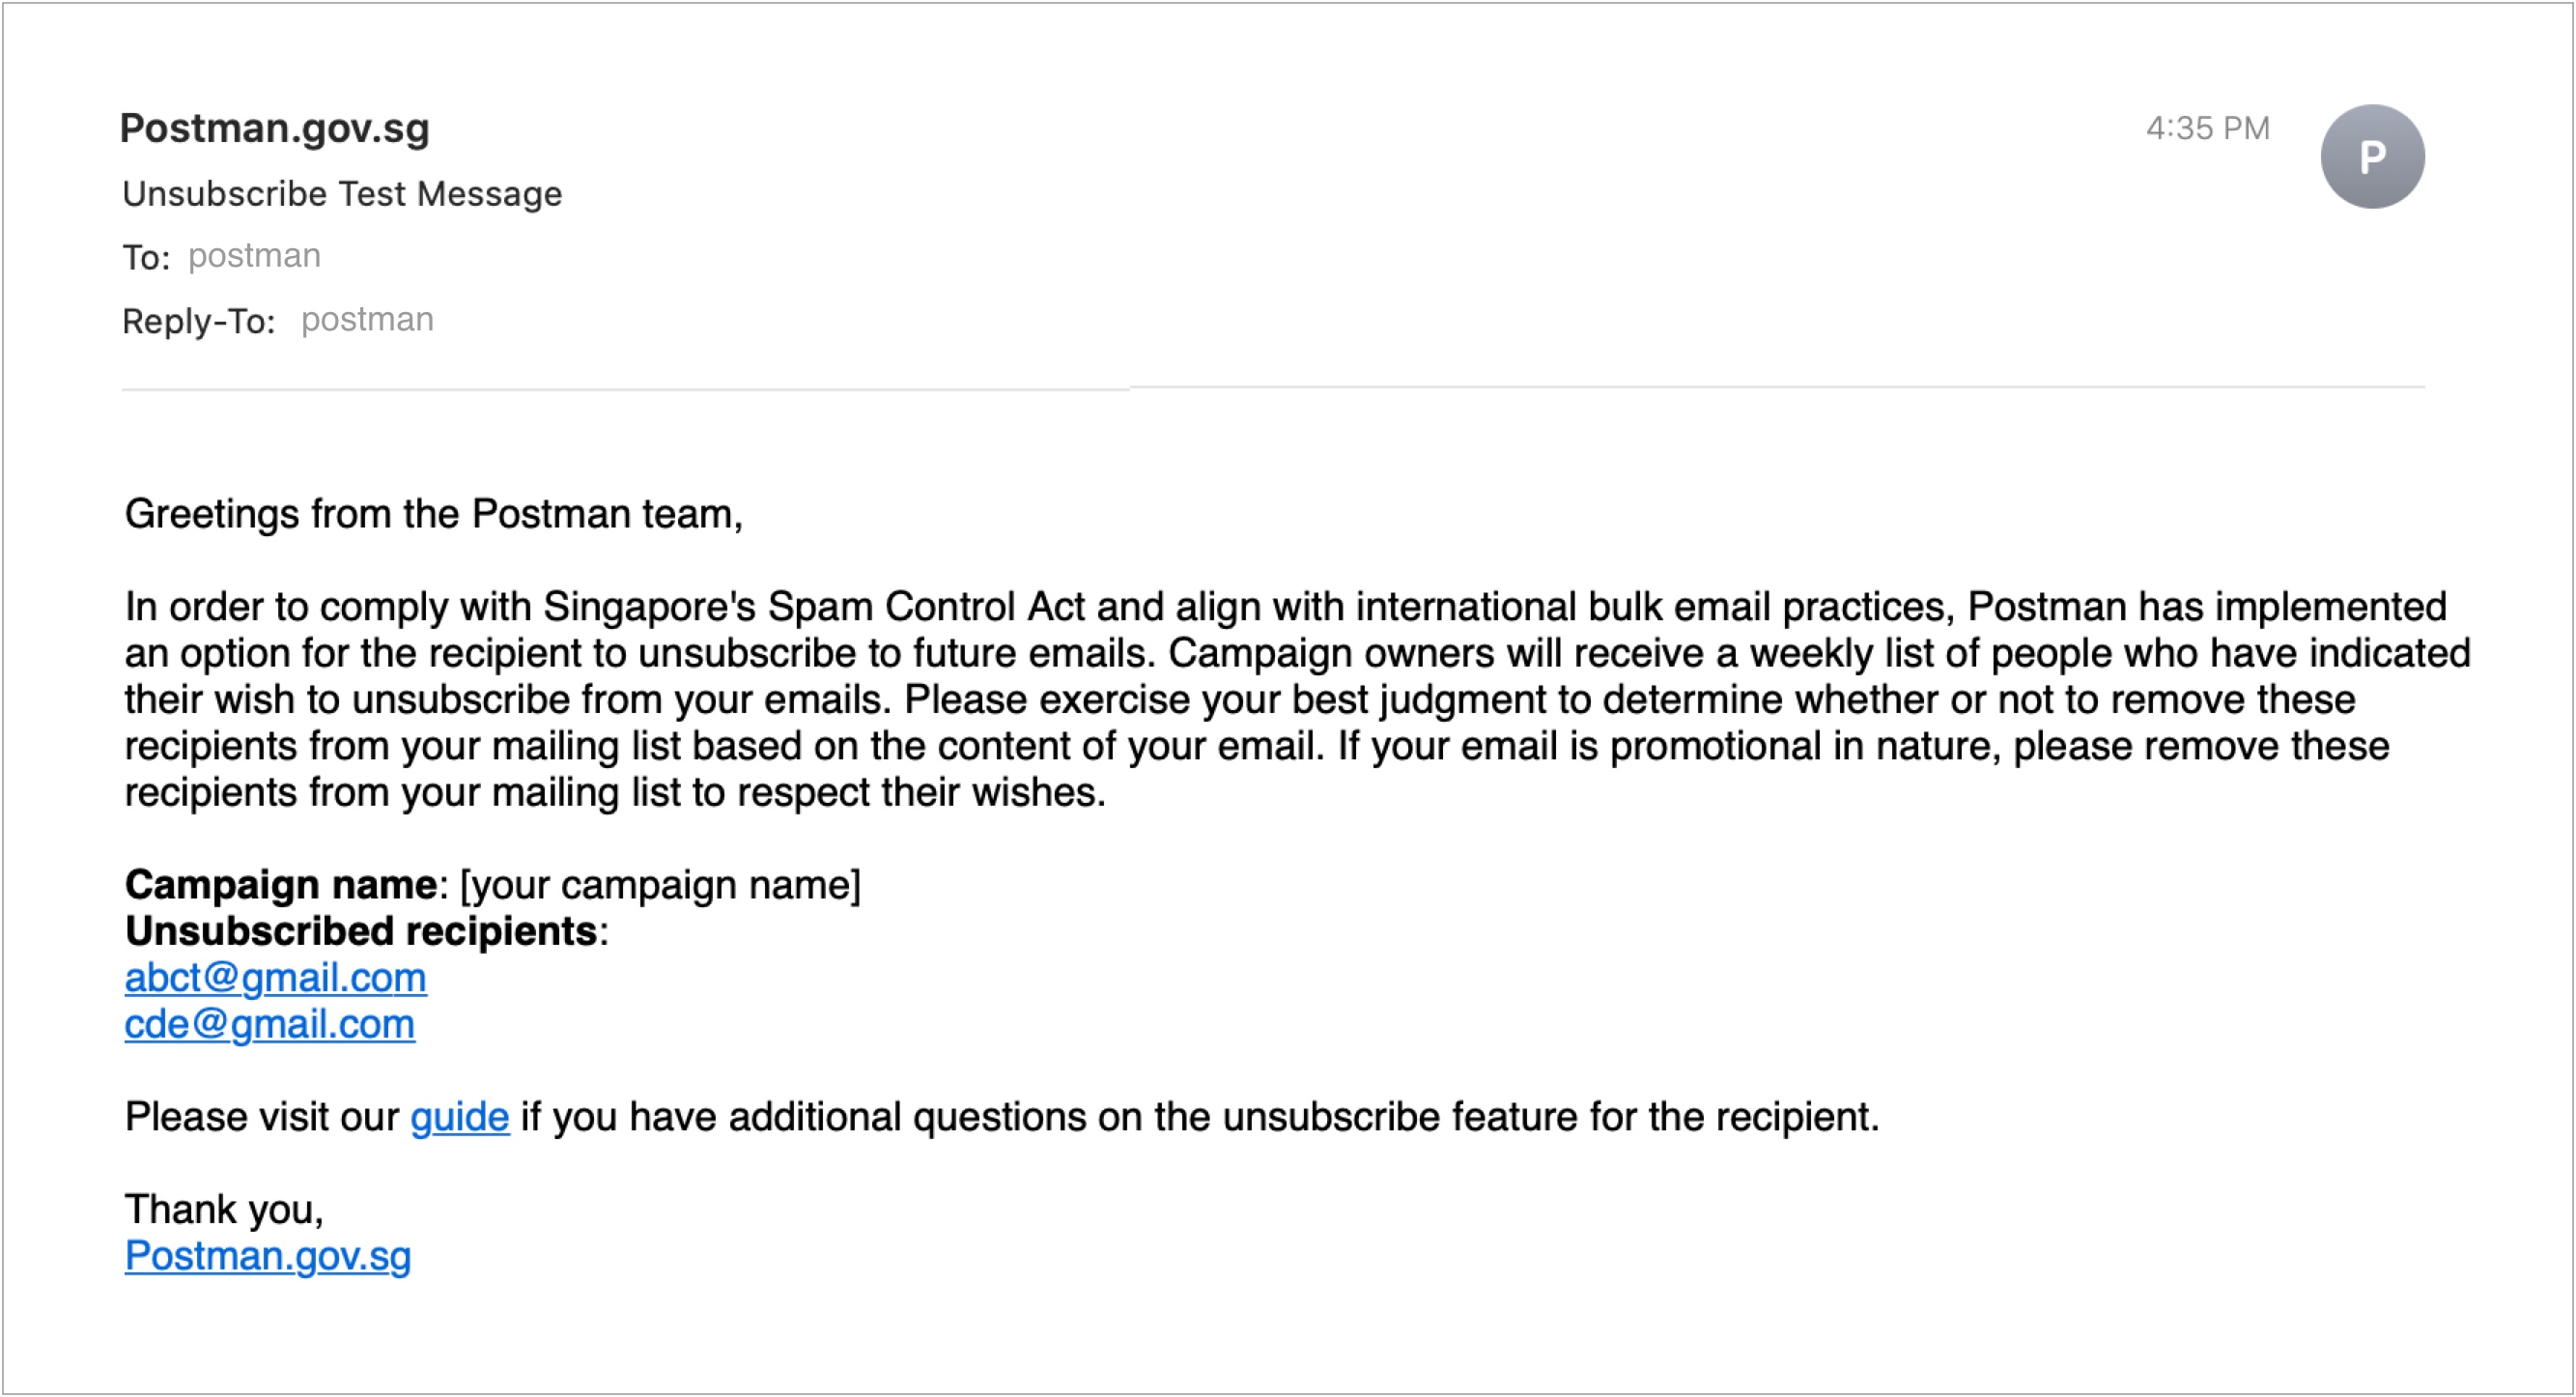 Postman.gov.sg
4:35 PM
P
Unsubscribe Test Message
To: postman
Reply-To: postman
Greetings from the Postman team,
In order to comply with Singapore's Spam Control Act and align with international bulk email practices, Postman has implemented
an option for the recipient to unsubscribe to future emails. Campaign owners will receive a weekly list of people who have indicated
their wish to unsubscribe from your emails. Please exercise your best judgment to determine whether or not to remove these
recipients from your mailing list based on the content of your email. If your email is promotional in nature, please remove these
recipients from your mailing list to respect their wishes.
Campaign name: [your campaign name]
Unsubscribed recipients:
abct@gmail.com
cde@gmail.com
Please visit our guide if you have additional questions on the unsubscribe feature for the recipient.
Thank you,
Postman.gov.sg